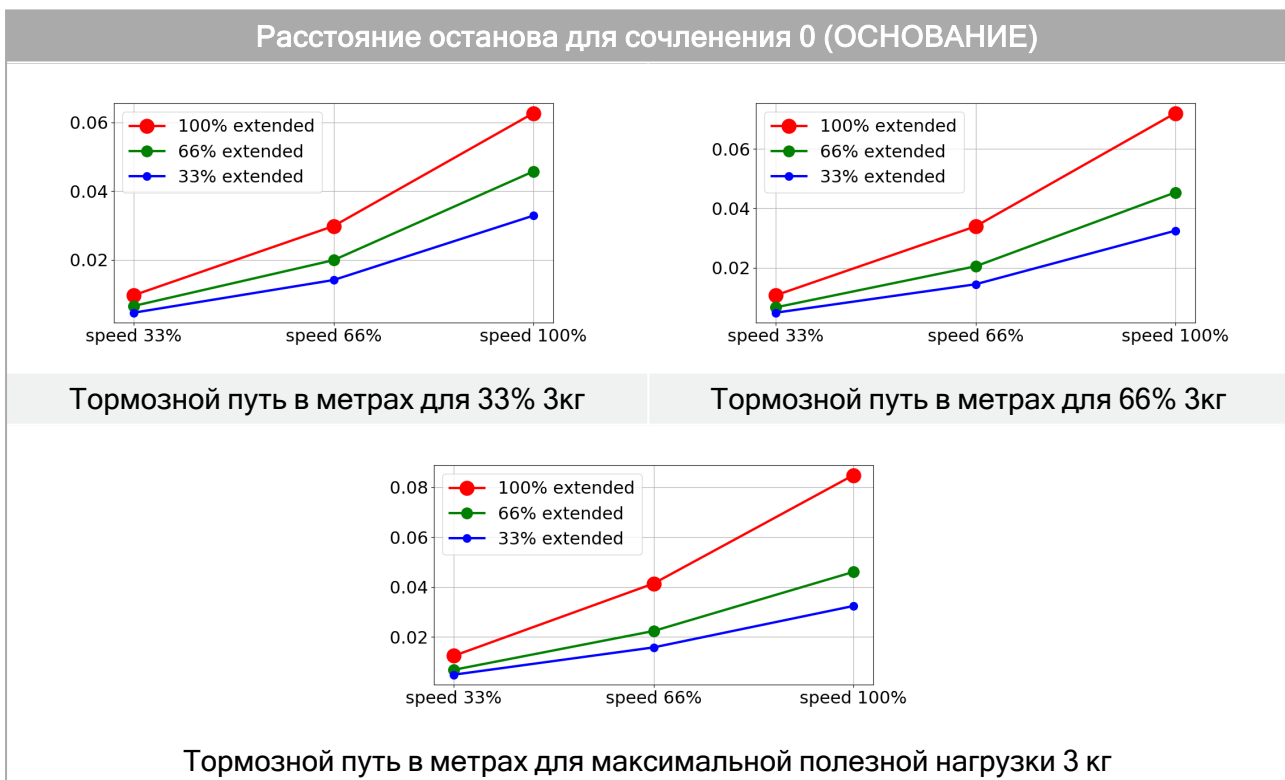 Расстояние останова для сочленения 0 (ОСНОВАНИЕ)
100% extended
66% extended
33% extended
0.06
0.04
0.02
speed 33% speed 66% speed 100%
100% extended
66% extended
33% extended
0.06
0.04
0.02
speed 33% speed 66% speed 100%
Тормозной путь в метрах для 33% 3кг
Тормозной путь в метрах для 66% 3кг
100% extended
66% extended
33% extended
0.08
0.06
0.04
0.02
speed 33% speed 66% speed 100%
Тормозной путь в метрах для максимальной полезной нагрузки 3 кг